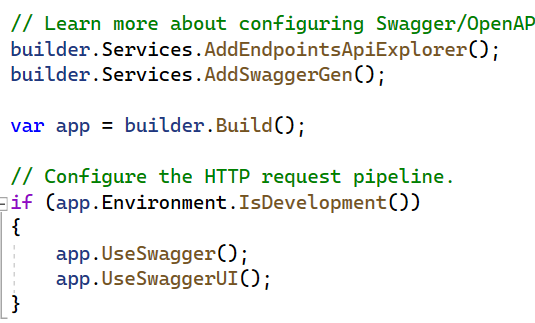 // Learn more about configuring Swagger/OpenAP
builder.Services.AddEndpointsApiExplorer();
builder.Services.AddSwaggerGen();
var app = builder.Build();
// Configure the HTTP request pipeline.
if (app.Environment.IsDevelopment())
{
    app.UseSwagger();
    app.UseSwaggerUI();
}